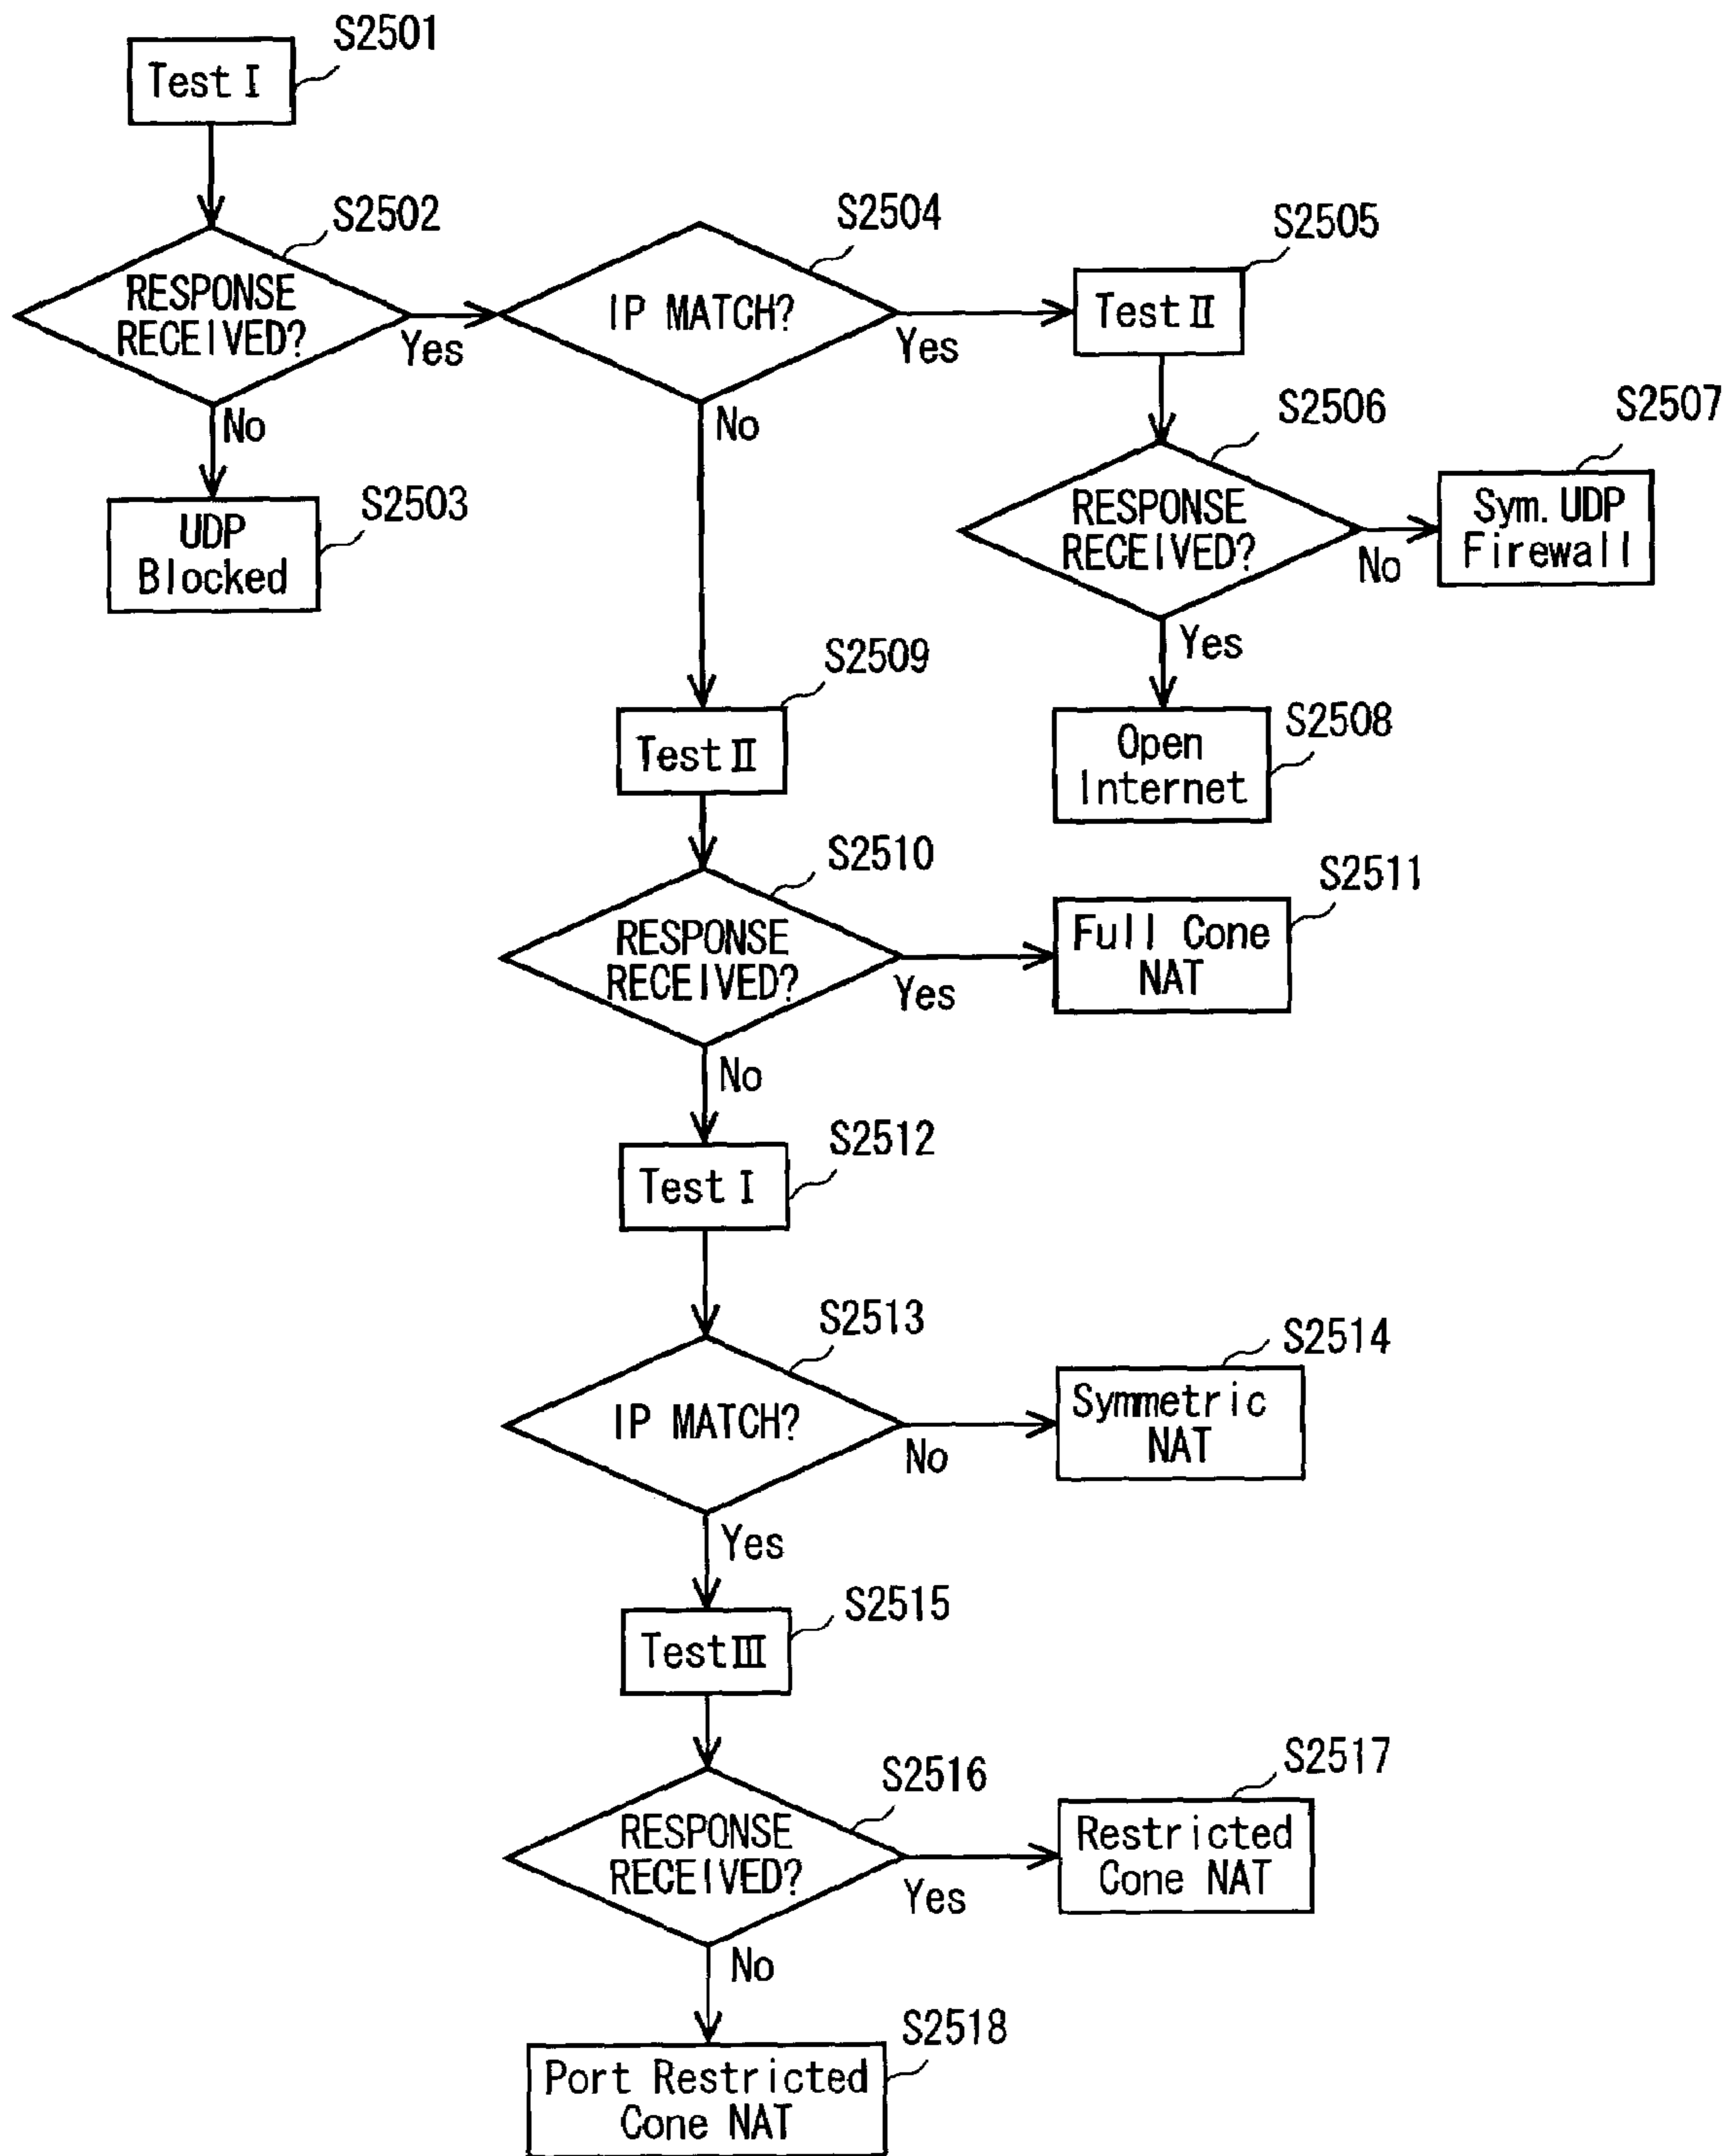 S2501
Test I
S2502
RESPONSE
RECEIVED?
Yes
No
S2503
UDP
Blocked
S2504
IP MATCH?
Yes
No
S2505
Test II
S2506
RESPONSE
RECEIVED?
No
Yes
S2507
Sym. UDP
Firewall
S2508
Open
Internet
S2509
Test II
S2510
RESPONSE
RECEIVED?
Yes
No
S2511
Full Cone
NAT
S2512
Test I
S2513
IP MATCH?
No
Yes
S2514
Symmetric
NAT
S2515
Test III
S2516
RESPONSE
RECEIVED?
Yes
No
S2517
Restricted
Cone NAT
S2518
Port Restricted
Cone NAT